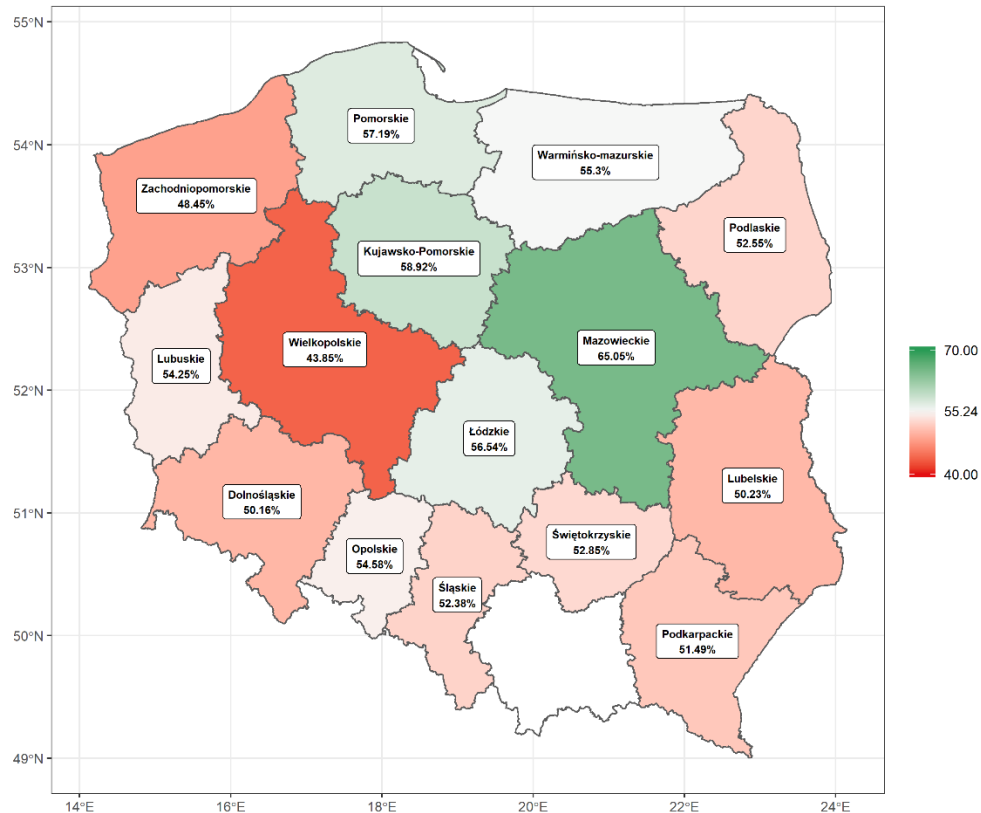 55°N
54°N
53°N
52°N
51°N
50°N
49°N
Pomorskie
57.19%
Warmińsko-mazurskie
55.3%
Zachodniopomorskie
48.45%
Podlaskie
52.55%
Kujawsko-Pomorskie
58.92%
Wielkopolskie
43.85%
Mazowieckie
65.05%
Lubuskie
54.25%
Łódzkie
56.54%
Lubelskie
50.23%
Dolnośląskie
50.16%
Świętokrzyskie
52.85%
Opolskie
54.58%
Śląskie
52.38%
Podkarpackie
51.49%
70.00
55.24
40.00
14°E
16°E
18°E
20°E
22°E
24°E